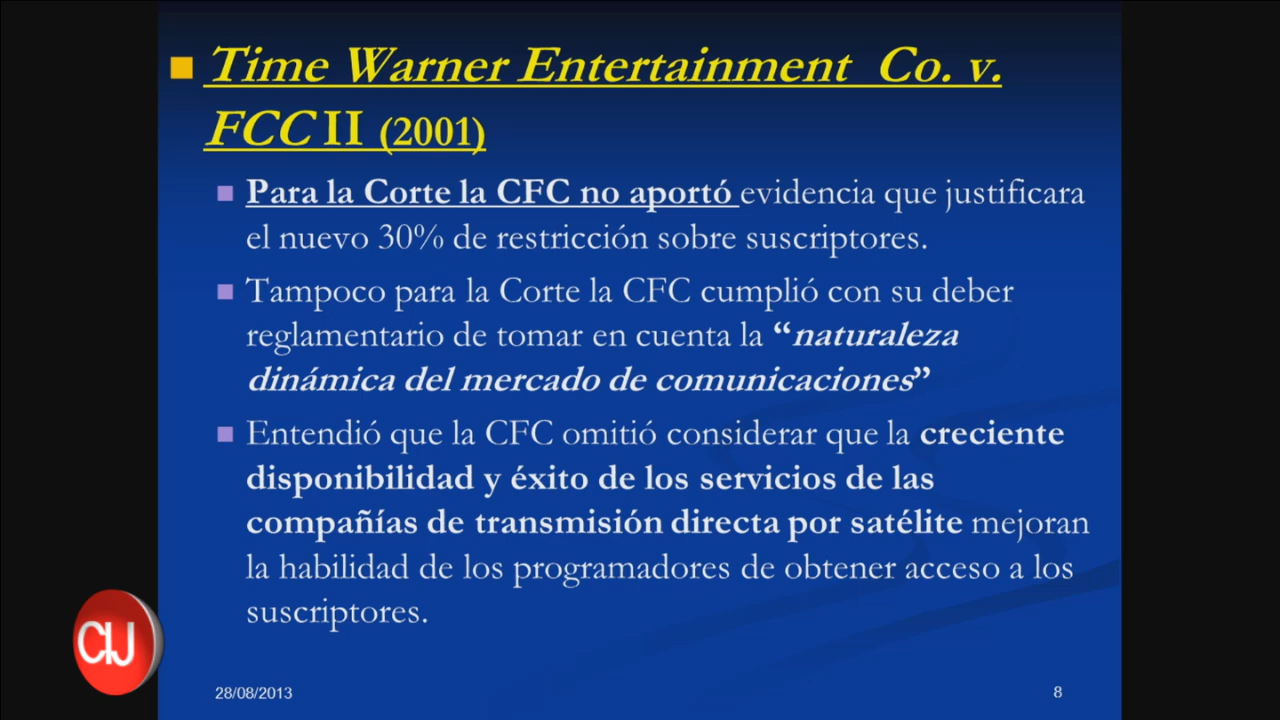 Time Warner Entertainment Co. v.
FCC II (2001)
Para la Corte la CFC no aportó evidencia que justificara
el nuevo 30% de restricción sobre suscriptores.
Tampoco para la Corte la CFC cumplió con su deber
reglamentario de tomar en cuenta la “naturaleza
dinámica del mercado de comunicaciones”
Entendió que la CFC omitió considerar que la creciente
disponibilidad y éxito de los servicios de las
compañías de transmisión directa por satélite mejoran
la habilidad de los programadores de obtener acceso a los
suscriptores.
CIJ
28/08/2013
8